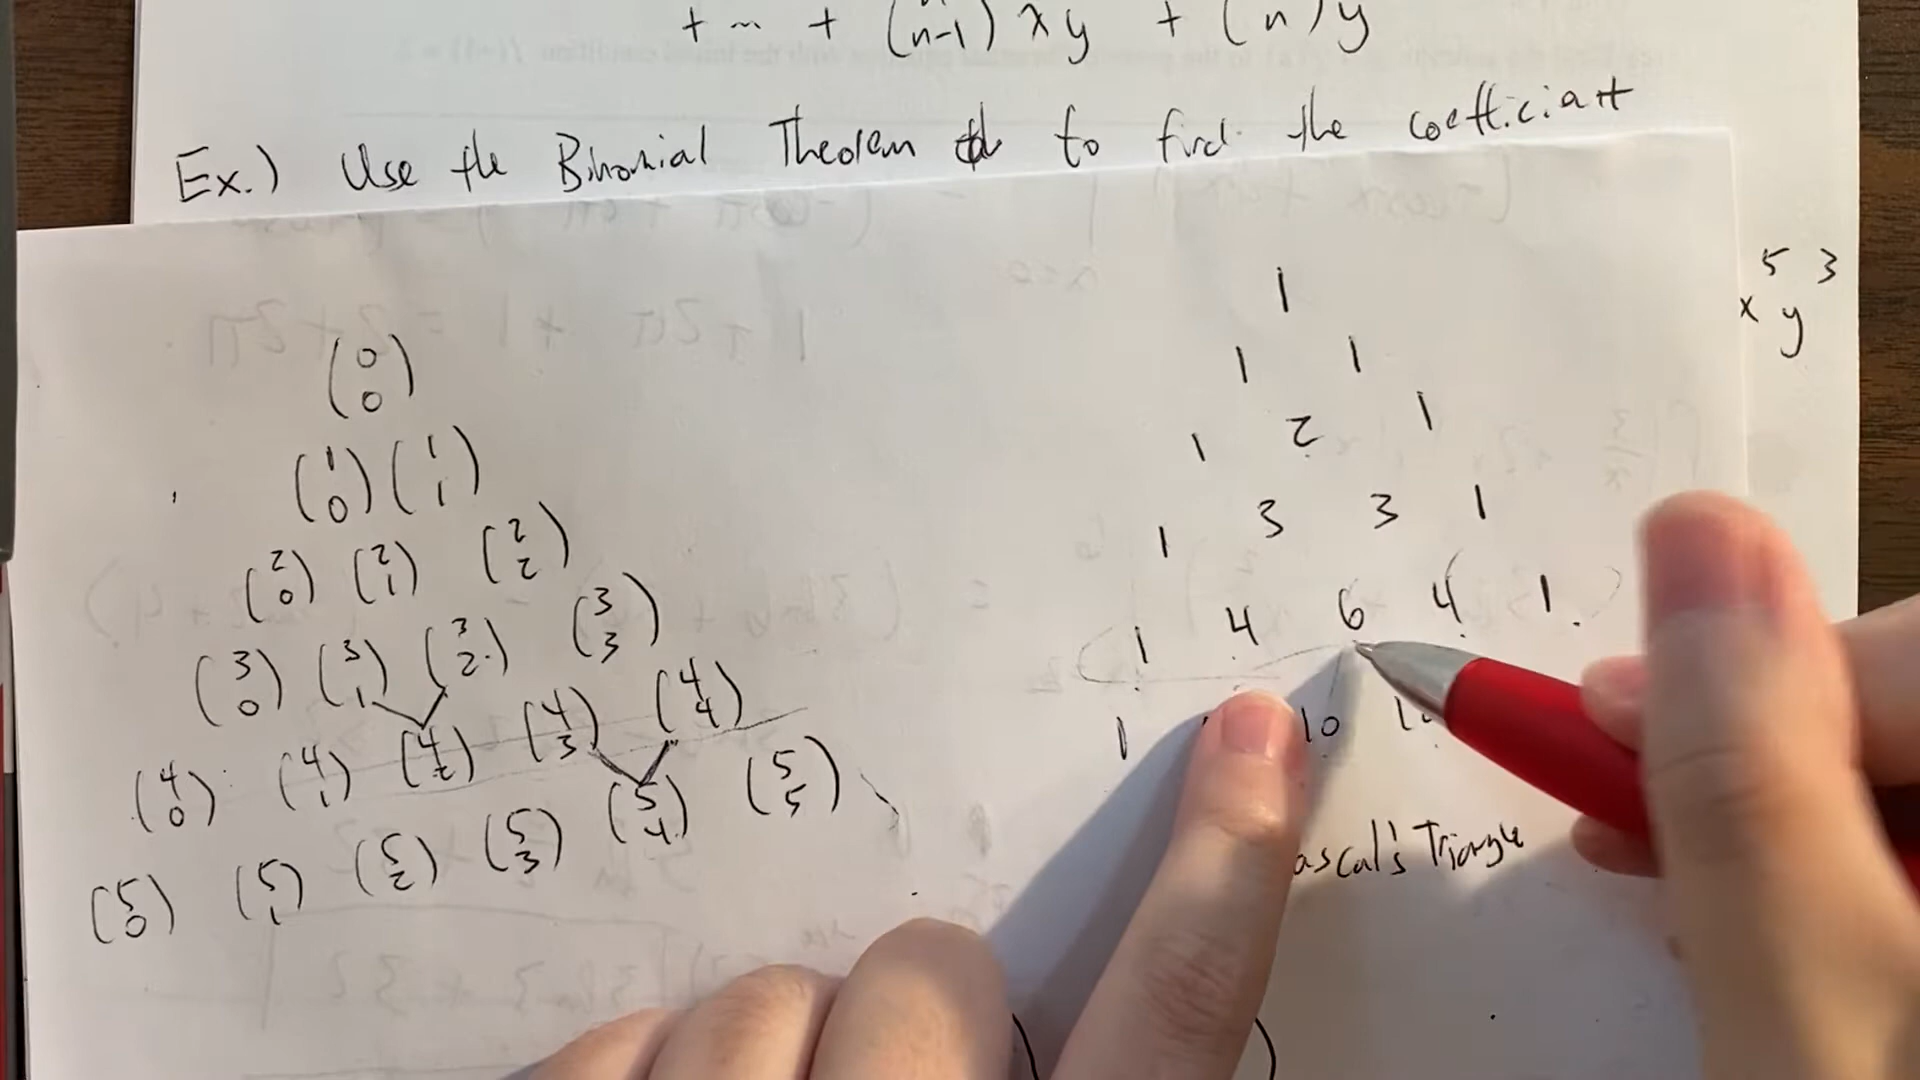 + ... + (n-1) x y + (n) y
Ex.) Use the Binomial Theorem to find the coefficient
x^5 y^3
(0 0)
(1 0) (1 1)
(2 0) (2 1) (2 2)
(3 0) (3 1) (3 2) (3 3)
(4 0) (4 1) (4 2) (4 3) (4 4)
(5 0) (5 1) (5 2) (5 3) (5 4) (5 5)
1
1 1
1 2 1
1 3 3 1
1 4 6 4 1
1 10
ascal's Triangle